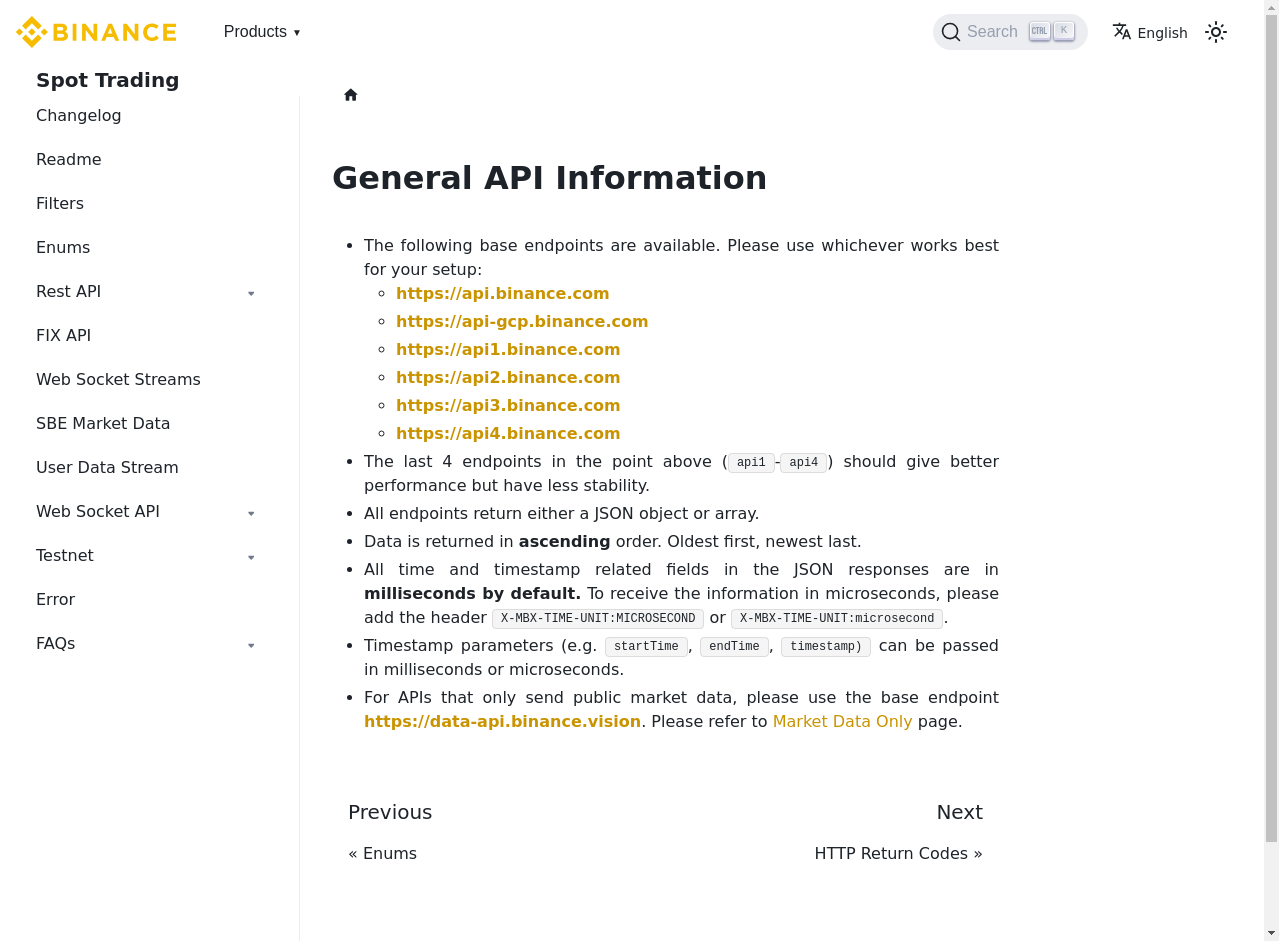 BINANCE
Products ▾
Search CTRL K
English
Spot Trading
Changelog
Readme
Filters
Enums
Rest API
FIX API
Web Socket Streams
SBE Market Data
User Data Stream
Web Socket API
Testnet
Error
FAQs
General API Information
• The following base endpoints are available. Please use whichever works best
for your setup:
◦ https://api.binance.com
◦ https://api-gcp.binance.com
◦ https://api1.binance.com
◦ https://api2.binance.com
◦ https://api3.binance.com
◦ https://api4.binance.com
• The last 4 endpoints in the point above (api1-api4) should give better
performance but have less stability.
• All endpoints return either a JSON object or array.
• Data is returned in ascending order. Oldest first, newest last.
• All time and timestamp related fields in the JSON responses are in
milliseconds by default. To receive the information in microseconds, please
add the header X-MBX-TIME-UNIT:MICROSECOND or X-MBX-TIME-UNIT:microsecond.
• Timestamp parameters (e.g. startTime, endTime, timestamp) can be passed
in milliseconds or microseconds.
• For APIs that only send public market data, please use the base endpoint
https://data-api.binance.vision. Please refer to Market Data Only page.
Previous
« Enums
Next
HTTP Return Codes »